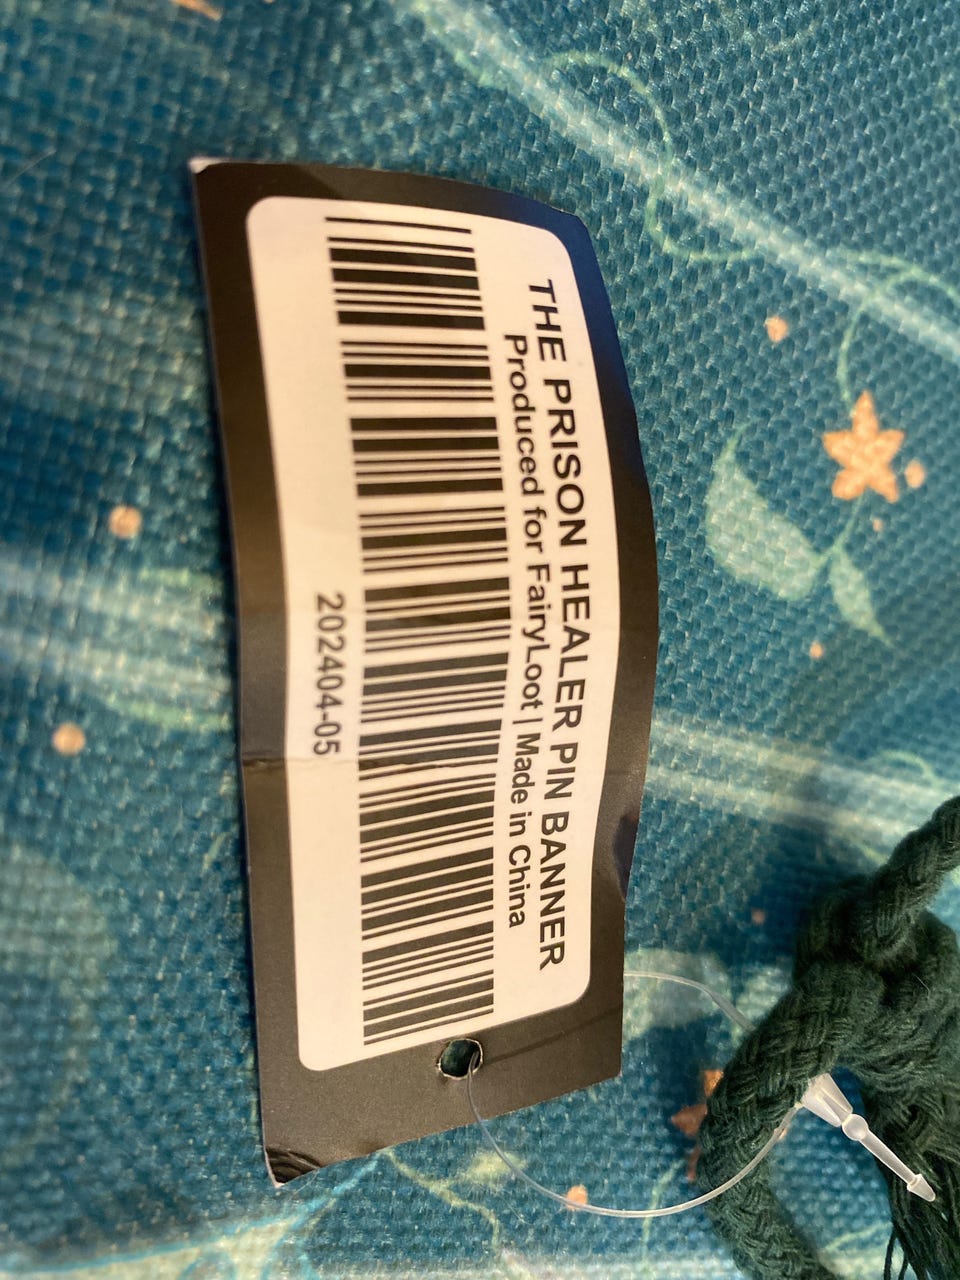 THE PRISON HEALER PIN BANNER
Produced for FairyLoot | Made in China
202404-05